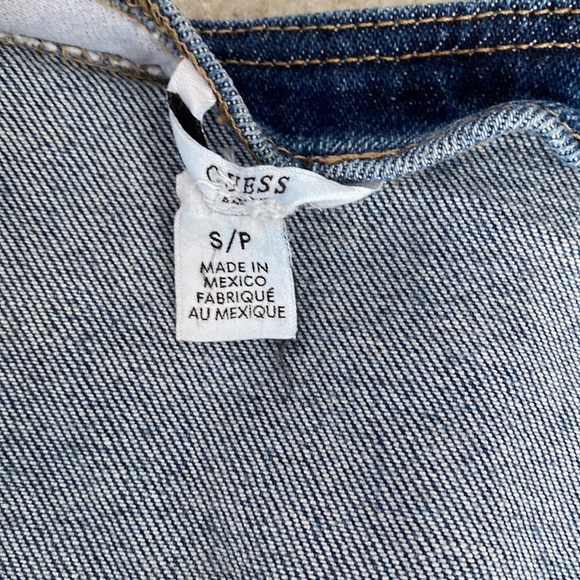 GUESS
S/P
MADE IN
MEXICO
FABRIQUÉ
AU MEXIQUE